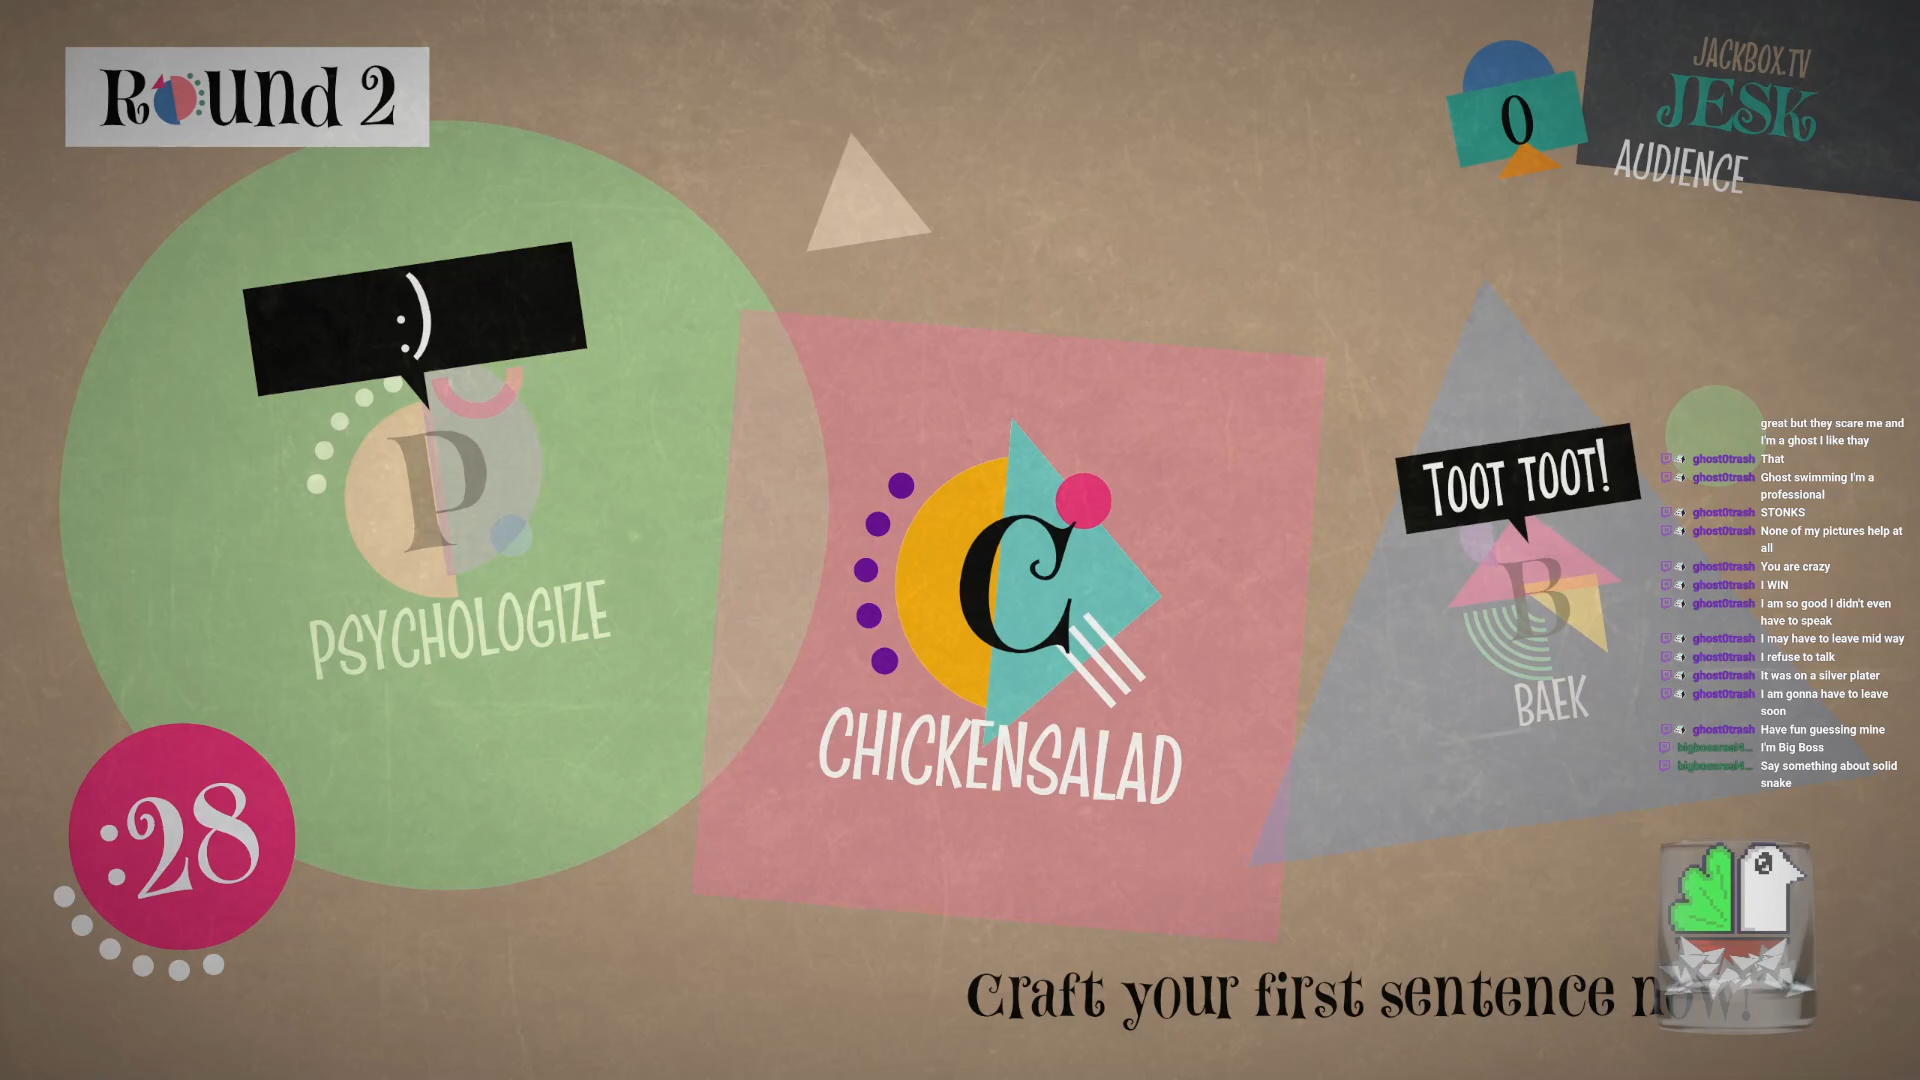 Round 2
0
JACKBOX.TV
JESK
AUDIENCE
:)
P
PSYCHOLOGIZE
C
CHICKENSALAD
TOOT TOOT!
B
BAEK
:28
great but they scare me and
I'm a ghost I like thay
ghost0trash That
ghost0trash Ghost swimming I'm a
professional
ghost0trash STONKS
ghost0trash None of my pictures help at
all
ghost0trash You are crazy
ghost0trash I WIN
ghost0trash I am so good I didn't even
have to speak
ghost0trash I may have to leave mid way
ghost0trash I refuse to talk
ghost0trash It was on a silver plater
ghost0trash I am gonna have to leave
soon
ghost0trash Have fun guessing mine
I'm Big Boss
Say something about solid
snake
Craft your first sentence now!